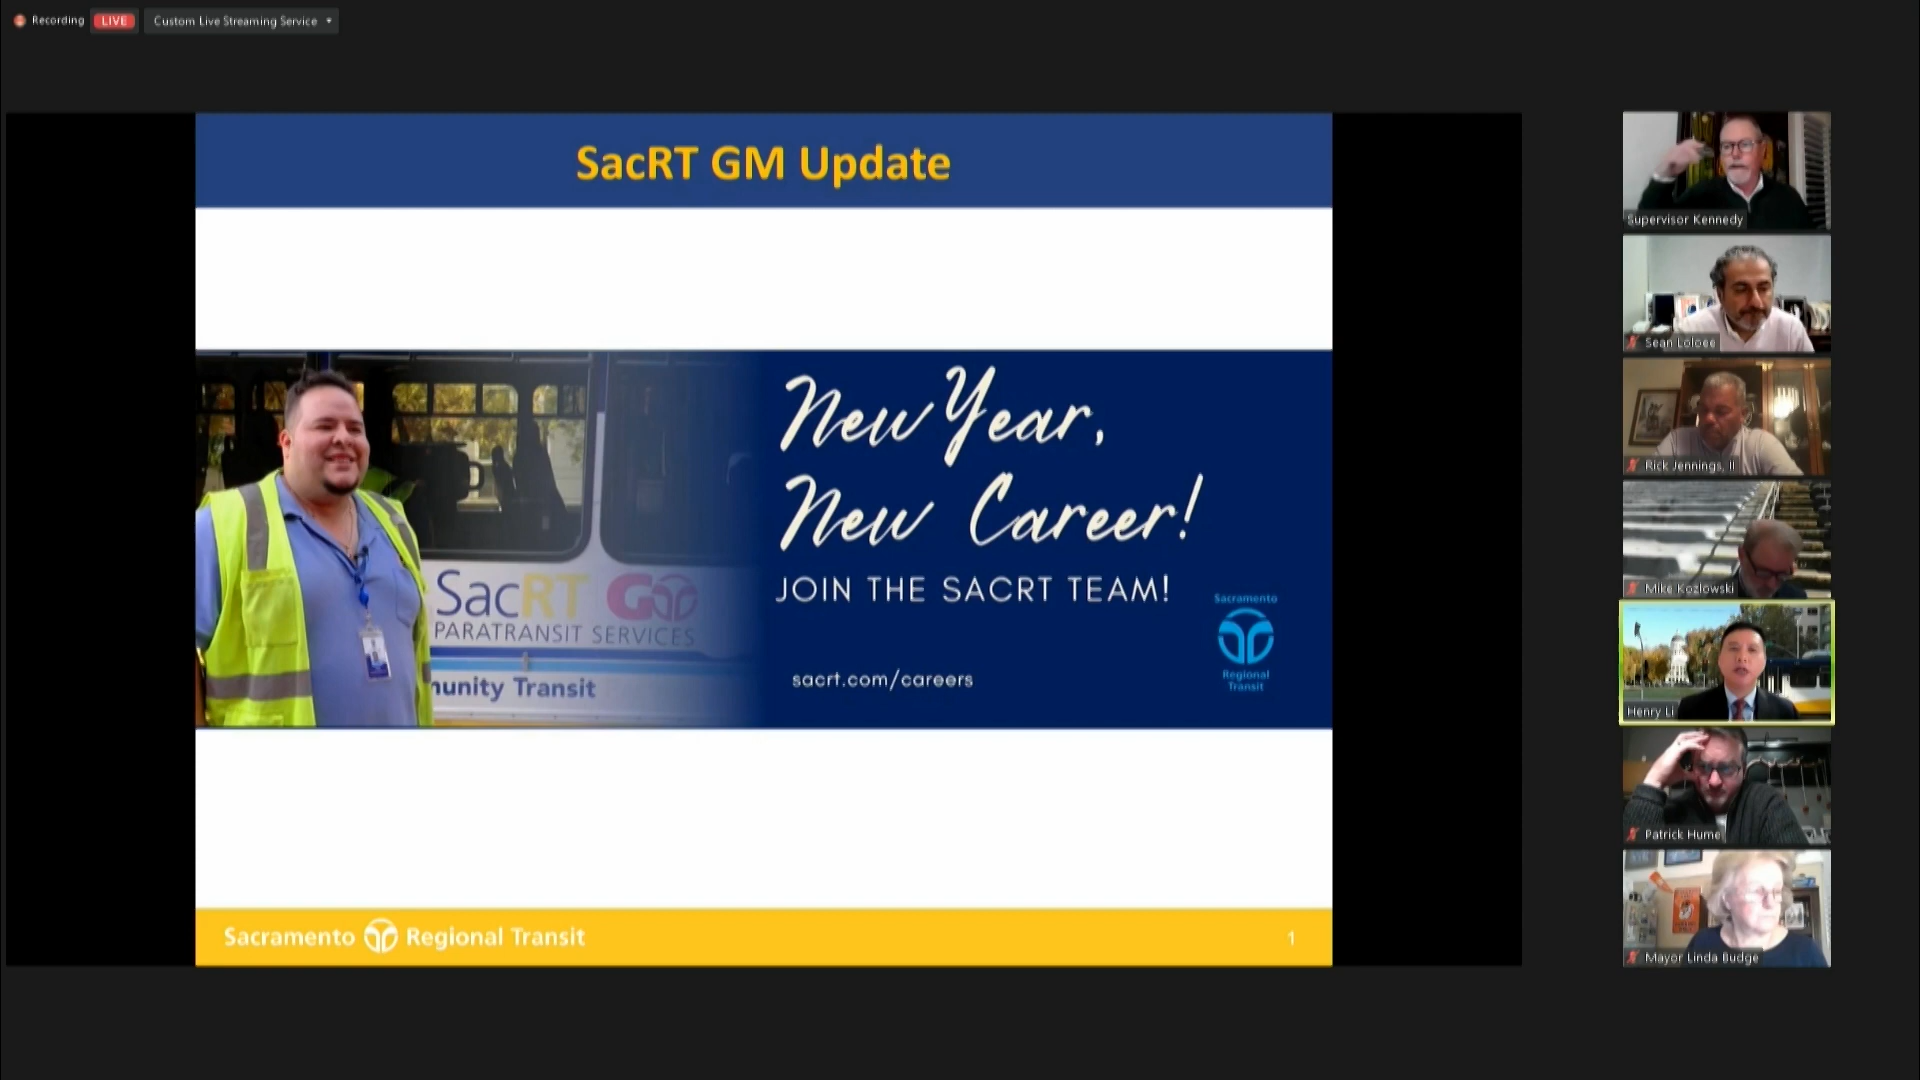 Recording LIVE Custom Live Streaming Service
SacRT GM Update
New Year,
New Career!
JOIN THE SACRT TEAM!
sacrt.com/careers
Sacramento
Regional
Transit
SacRT GO
PARATRANSIT SERVICES
munity Transit
Sacramento Regional Transit
1
Supervisor Kennedy
Sean Loloee
Rick Jennings, II
Mike Kozlowski
Henry Li
Patrick Hume
Mayor Linda Budge